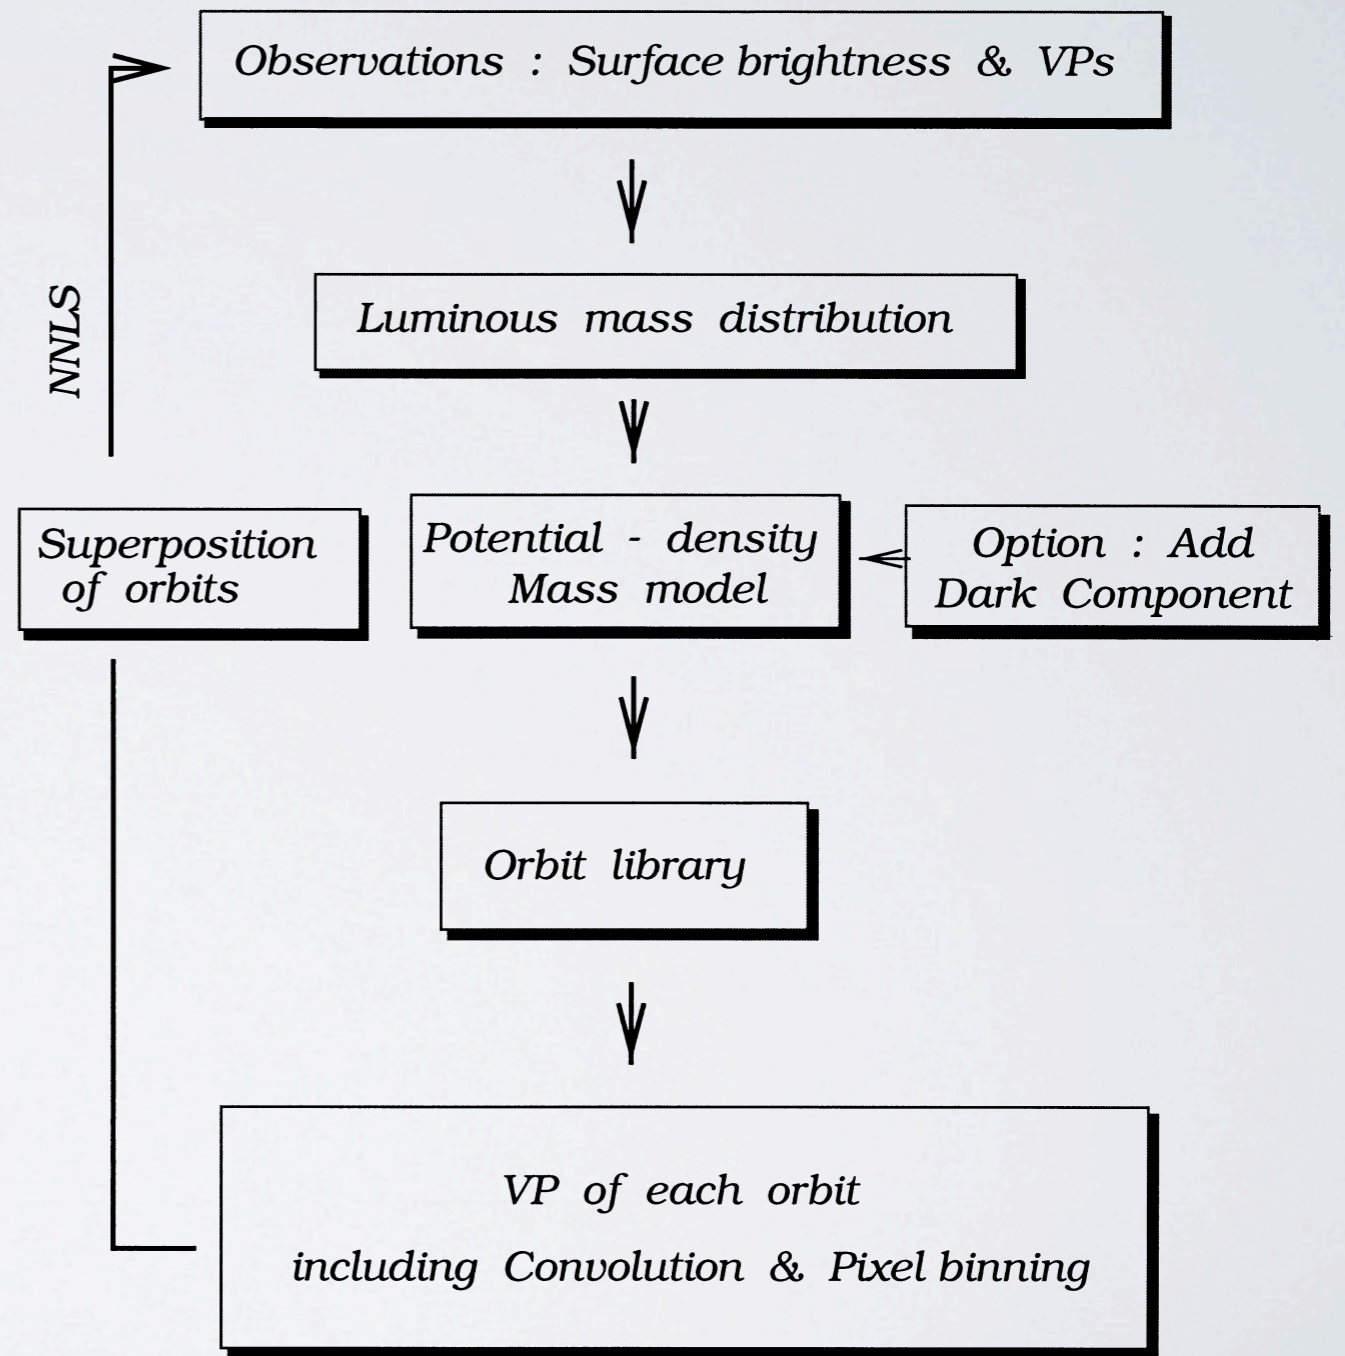 Observations : Surface brightness & VPs
Luminous mass distribution
NNLS
Superposition
of orbits
Potential - density
Mass model
Option : Add
Dark Component
Orbit library
VP of each orbit
including Convolution & Pixel binning